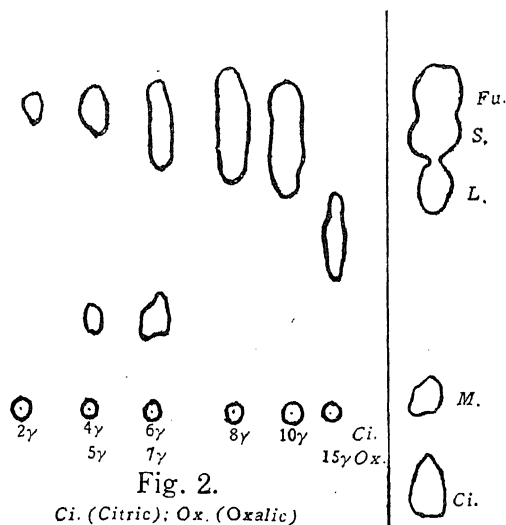 Fu.
S.
L.
M.
2γ 4γ 6γ 8γ 10γ Ci.
5γ 7γ 15γ Ox.
Ci.
Fig. 2.
Ci. (Citric); Ox. (Oxalic)